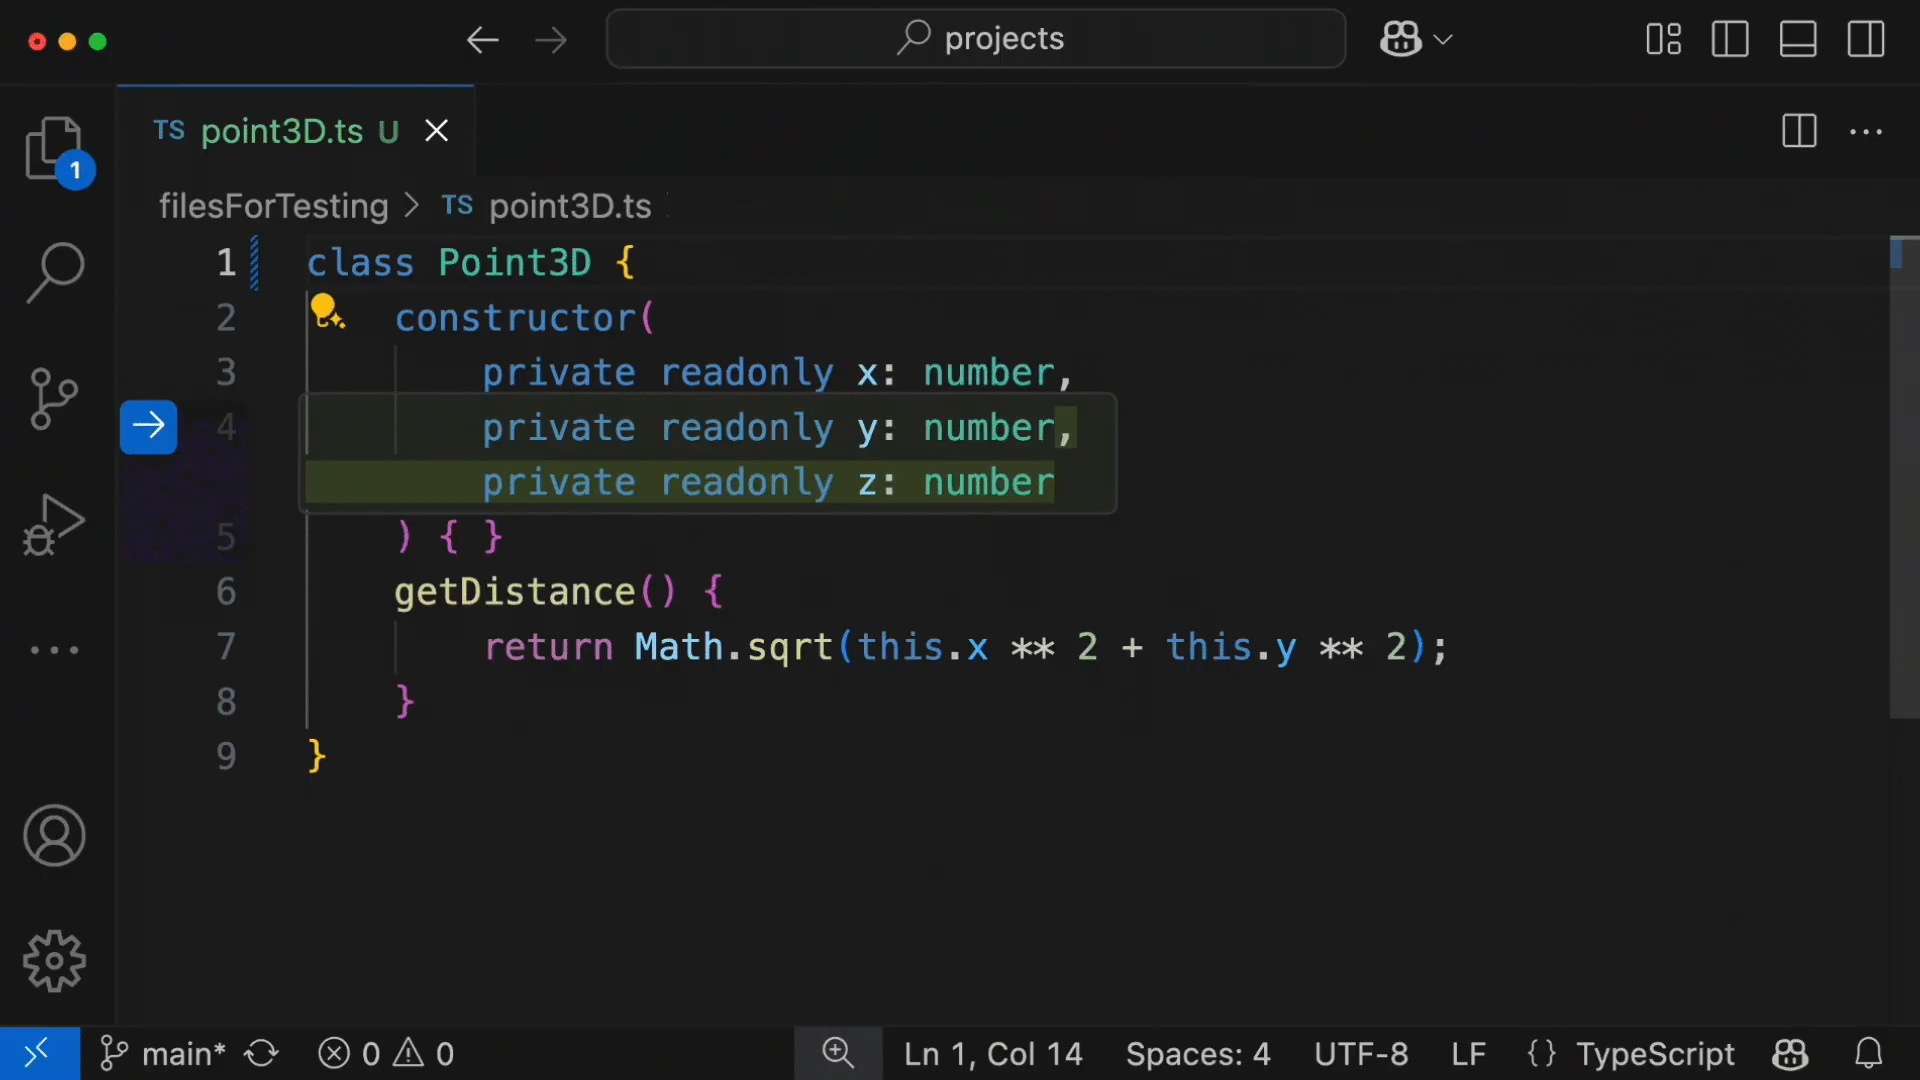 projects
TS point3D.ts U
1
filesForTesting > TS point3D.ts
1 class Point3D {
2 constructor(
3 private readonly x: number,
4 private readonly y: number,
private readonly z: number
5 ) { }
6 getDistance() {
7 return Math.sqrt(this.x ** 2 + this.y ** 2);
8 }
9 }
main* 0 0 Ln 1, Col 14 Spaces: 4 UTF-8 LF {} TypeScript